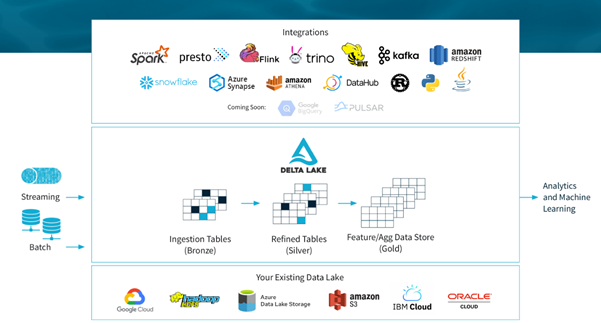 Integrations
APACHE
Spark
presto
Flink
trino
HIVE
kafka
amazon
REDSHIFT
snowflake
Azure
Synapse
amazon
ATHENA
DataHub
R
Java
Coming Soon:
Google
BigQuery
PULSAR
DELTA LAKE
Streaming
Batch
Ingestion Tables
(Bronze)
Refined Tables
(Silver)
Feature/Agg Data Store
(Gold)
Analytics
and Machine
Learning
Your Existing Data Lake
Google Cloud
hadoop
HDFS
Azure
Data Lake Storage
amazon
S3
IBM Cloud
ORACLE
CLOUD